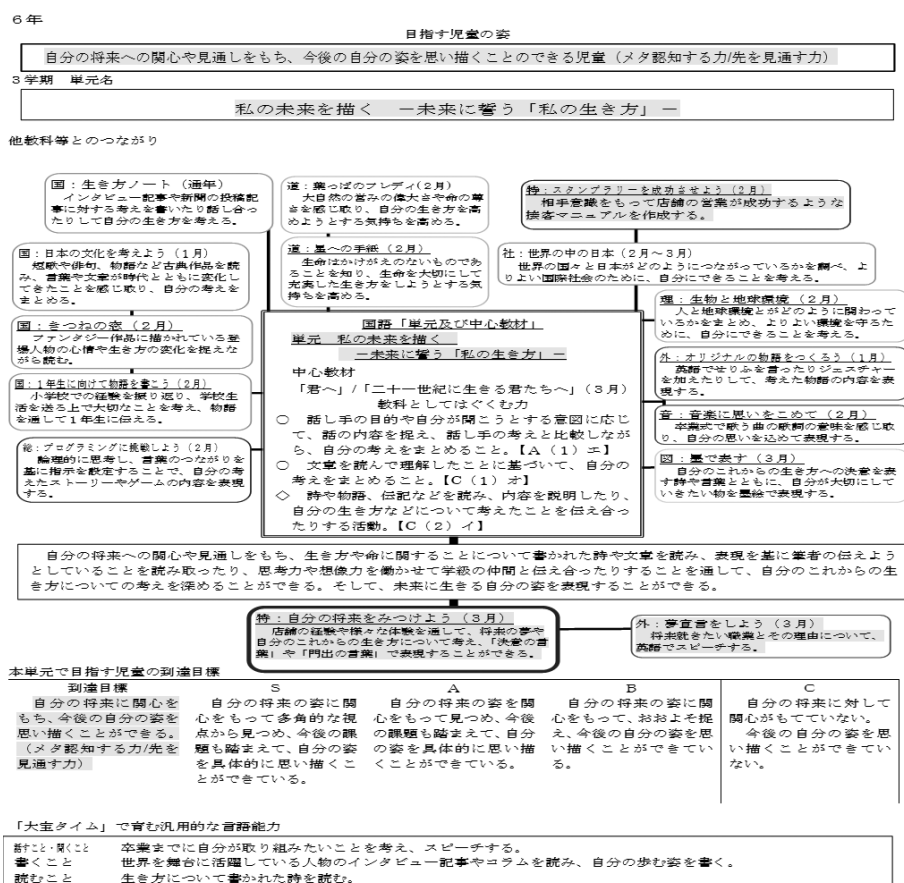 ６年
目指す児童の姿
自分の将来への関心や見通しをもち、今後の自分の姿を思い描くことのできる児童（メタ認知する力/先を見通す力）
３学期　単元名
私の未来を描く　－未来に誓う「私の生き方」－
他教科等とのつながり
国：生き方ノート（通年）
インタビュー記事や新聞の投稿記
事に対する考えを書いたり話し合っ
たりして自分の生き方を考える。
国：日本の文化を考えよう（１月）
短歌や俳句、物語など古典作品を読
み、言葉や文章が時代とともに変化し
てきたことを感じ取り、自分の考えを
まとめる。
国：きつねの窓（２月）
ファンタジー作品に描かれている登
場人物の心情や生き方の変化を捉えな
がら読む。
国：１年生に向けて物語を書こう（２月）
小学校での経験を振り返り、学校生
活を送る上で大切なことを考え、物語
を通して１年生に伝える。
総：プログラミングに挑戦しよう（２月）
論理的に思考し、言葉のつながりを
基に指示を設定することで、自分の考
えたストーリーやゲームの内容を表現
する。
道：葉っぱのフレディ（２月）
大自然の営みの偉大さや命の尊
さを感じ取り、自分の生き方を高
めようとする気持ちを高める。
道：星への手紙（２月）
生命はかけがえのないものであ
ることを知り、生命を大切にして
充実した生き方をしようとする気
持ちを高める。
特：スタンプラリーを成功させよう（２月）
相手意識をもって店舗の営業が成功するような
接客マニュアルを作成する。
社：世界の中の日本（２月～３月）
世界の国々と日本がどのようにつながっているかを調べ、よ
りよい国際社会のために、自分にできることを考える。
理：生物と地球環境（２月）
人と地球環境とがどのように関わって
いるかをまとめ、よりよい環境を守るた
めに、自分にできることを考える。
外：オリジナルの物語をつくろう（１月）
英語でせりふを言ったりジェスチャー
を加えたりして、考えた物語の内容を表
現する。
音：音楽に思いをこめて（２月）
卒業式で歌う曲の歌詞の意味を感じ取
り、自分の思いを込めて表現する。
図：墨で表す（３月）
自分のこれからの生き方への決意を表
す詩や言葉とともに、自分が大切にして
いきたい物を墨絵で表現する。
国語「単元及び中心教材」
単元　私の未来を描く
－未来に誓う「私の生き方」－
中心教材
「君へ」/「二十一世紀に生きる君たちへ」（３月）
教科としてはぐくむ力
○　話し手の目的や自分が聞こうとする意図に応じ
て、話の内容を捉え、話し手の考えと比較しなが
ら、自分の考えをまとめること。【Ａ（１）エ】
○　文章を読んで理解したことに基づいて、自分の
考えをまとめること。【Ｃ（１）オ】
◇　詩や物語、伝記などを読み、内容を説明したり、
自分の生き方などについて考えたことを伝え合っ
たりする活動。【Ｃ（２）イ】
自分の将来への関心や見通しをもち、生き方や命に関することについて書かれた詩や文章を読み、表現を基に筆者の伝えよう
としていることを読み取ったり、思考力や想像力を働かせて学級の仲間と伝え合ったりすることを通して、自分のこれからの生
き方についての考えを深めることができる。そして、未来に生きる自分の姿を表現することができる。
特：自分の将来をみつけよう（３月）
店舗の経験や様々な体験を通して、将来の夢や
自分のこれからの生き方について考え、「決意の言
葉」や「門出の言葉」で表現することができる。
外：夢宣言をしよう（３月）
将来就きたい職業とその理由について、
英語でスピーチする。
本単元で目指す児童の到達目標
到達目標
自分の将来に関心を
もち、今後の自分の姿を
思い描くことができる。
（メタ認知する力/先を
見通す力）
Ｓ
自分の将来の姿に関
心をもって多角的な視
点から見つめ、今後の課
題も踏まえて、自分の姿
を具体的に思い描くこ
とができている。
Ａ
自分の将来の姿を関
心をもって見つめ、今後
の課題も踏まえて、自分
の姿を具体的に思い描
くことができている。
Ｂ
自分の将来の姿に関
心をもって、おおよそ捉
え、今後の自分の姿を思
い描くことができてい
る。
Ｃ
自分の将来に対して
関心がもてていない。
今後の自分の姿を思
い描くことができてい
ない。
「大宝タイム」で育む汎用的な言語能力
話すこと・聞くこと　卒業までに自分が取り組みたいことを考え、スピーチする。
書くこと　世界を舞台に活躍している人物のインタビュー記事やコラムを読み、自分の歩む姿を書く。
読むこと　生き方について書かれた詩を読む。